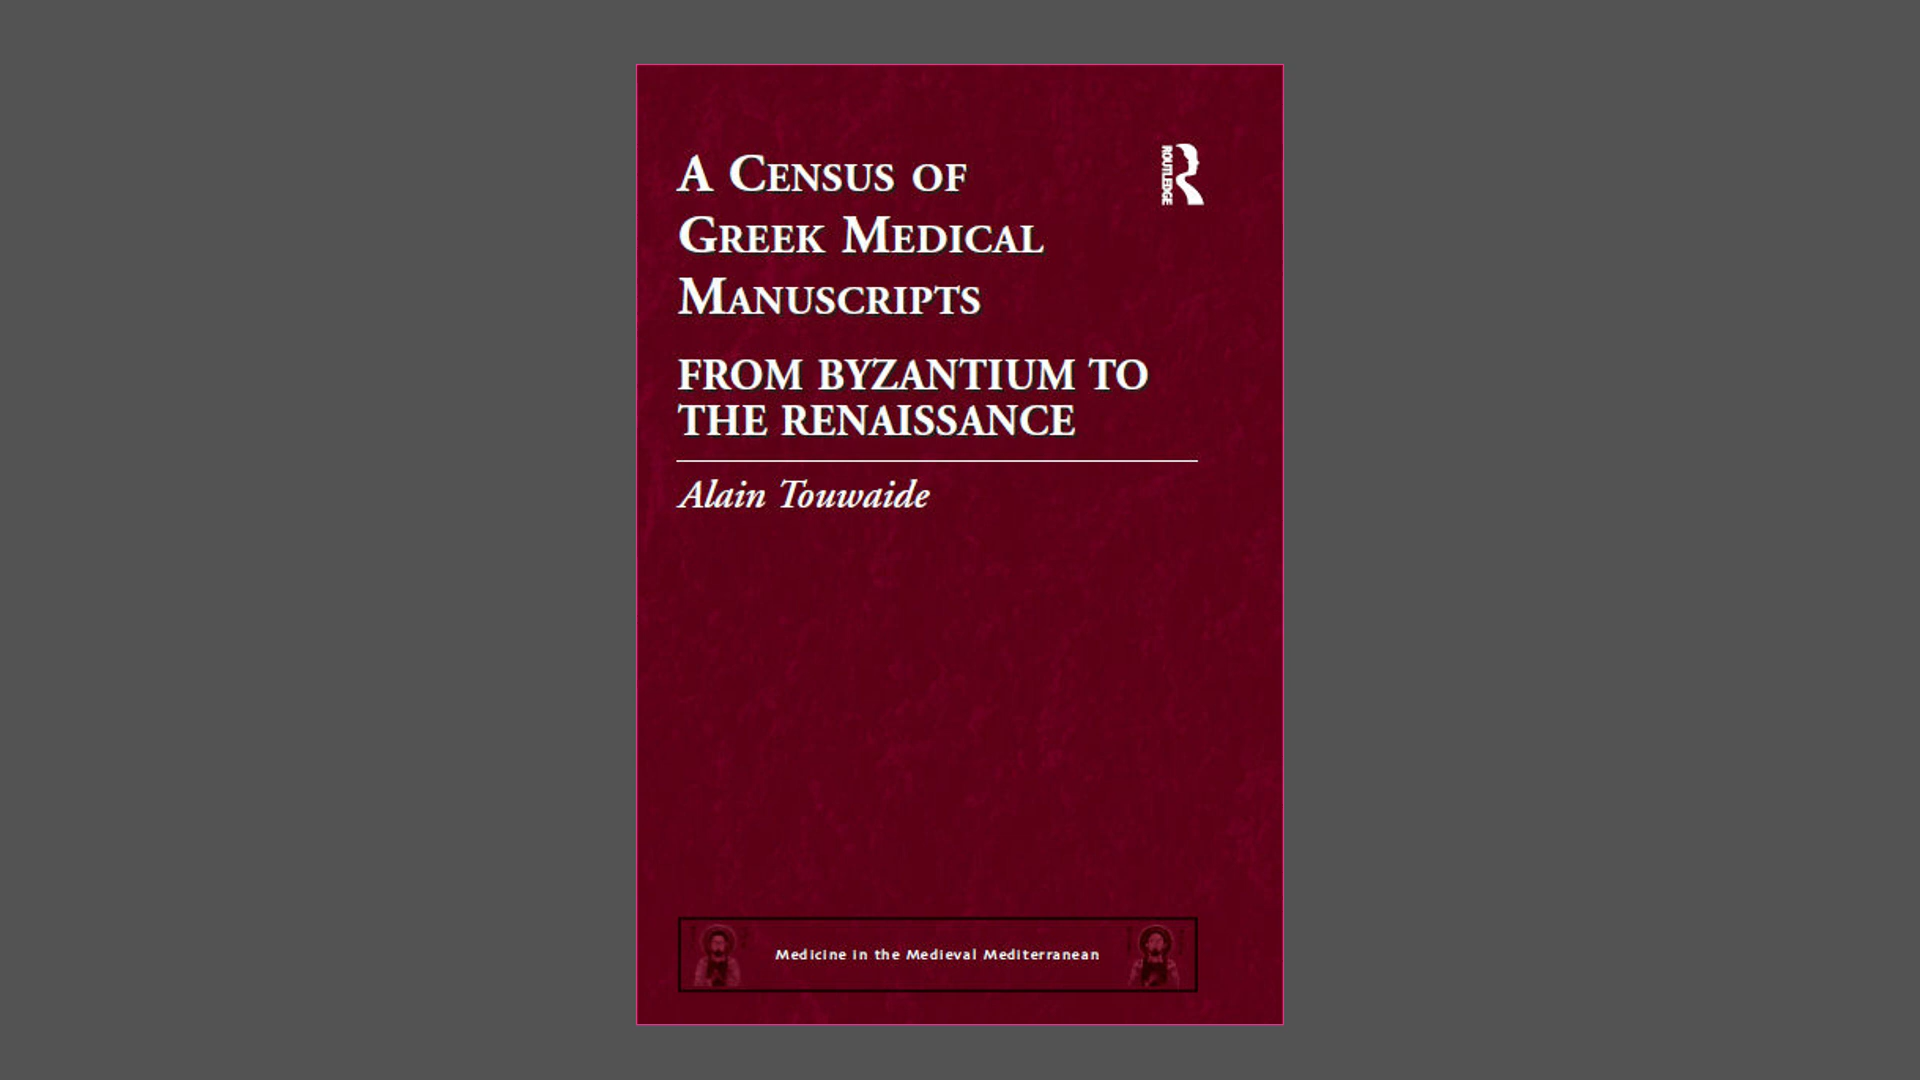 A Census of
Greek Medical
Manuscripts
FROM BYZANTIUM TO
THE RENAISSANCE
Alain Touwaide
ROUTLEDGE
Medicine in the Medieval Mediterranean